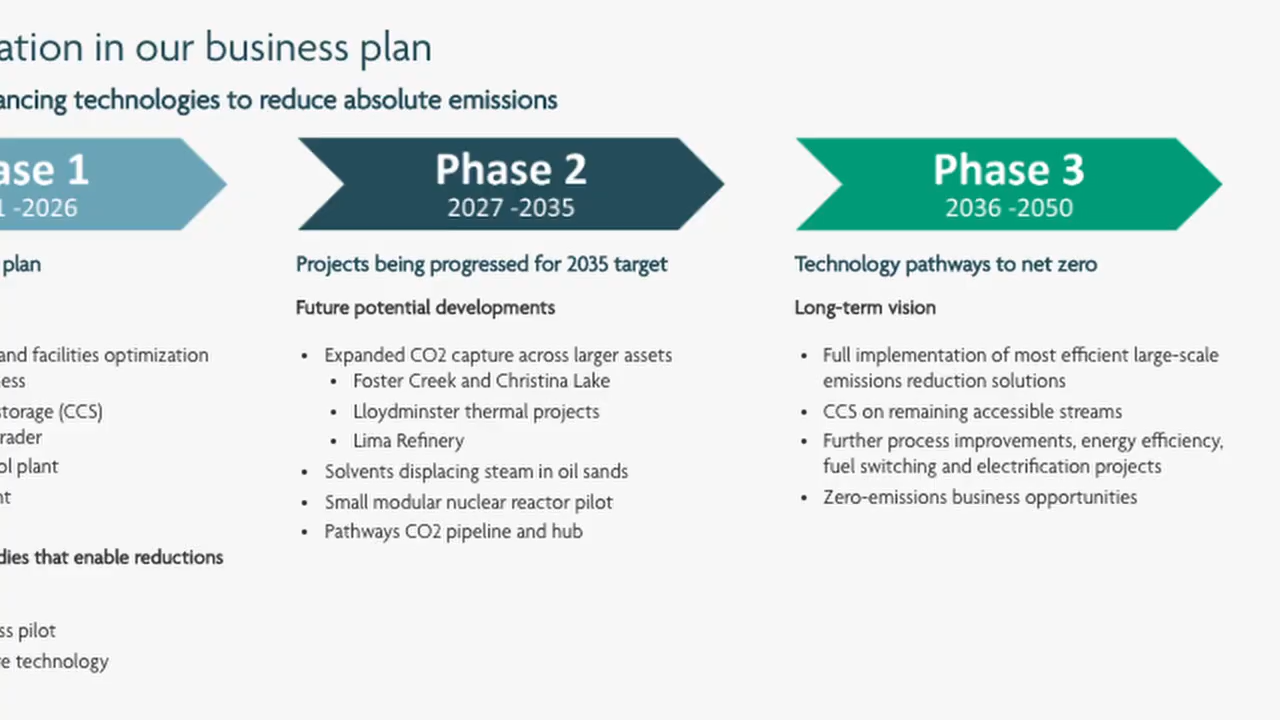 ation in our business plan
ancing technologies to reduce absolute emissions
ase 1
1 -2026
plan
and facilities optimization
ess
storage (CCS)
rader
ol plant
nt
dies that enable reductions
ss pilot
re technology
Phase 2
2027 -2035
Projects being progressed for 2035 target
Future potential developments
• Expanded CO2 capture across larger assets
• Foster Creek and Christina Lake
• Lloydminster thermal projects
• Lima Refinery
• Solvents displacing steam in oil sands
• Small modular nuclear reactor pilot
• Pathways CO2 pipeline and hub
Phase 3
2036 -2050
Technology pathways to net zero
Long-term vision
• Full implementation of most efficient large-scale
emissions reduction solutions
• CCS on remaining accessible streams
• Further process improvements, energy efficiency,
fuel switching and electrification projects
• Zero-emissions business opportunities